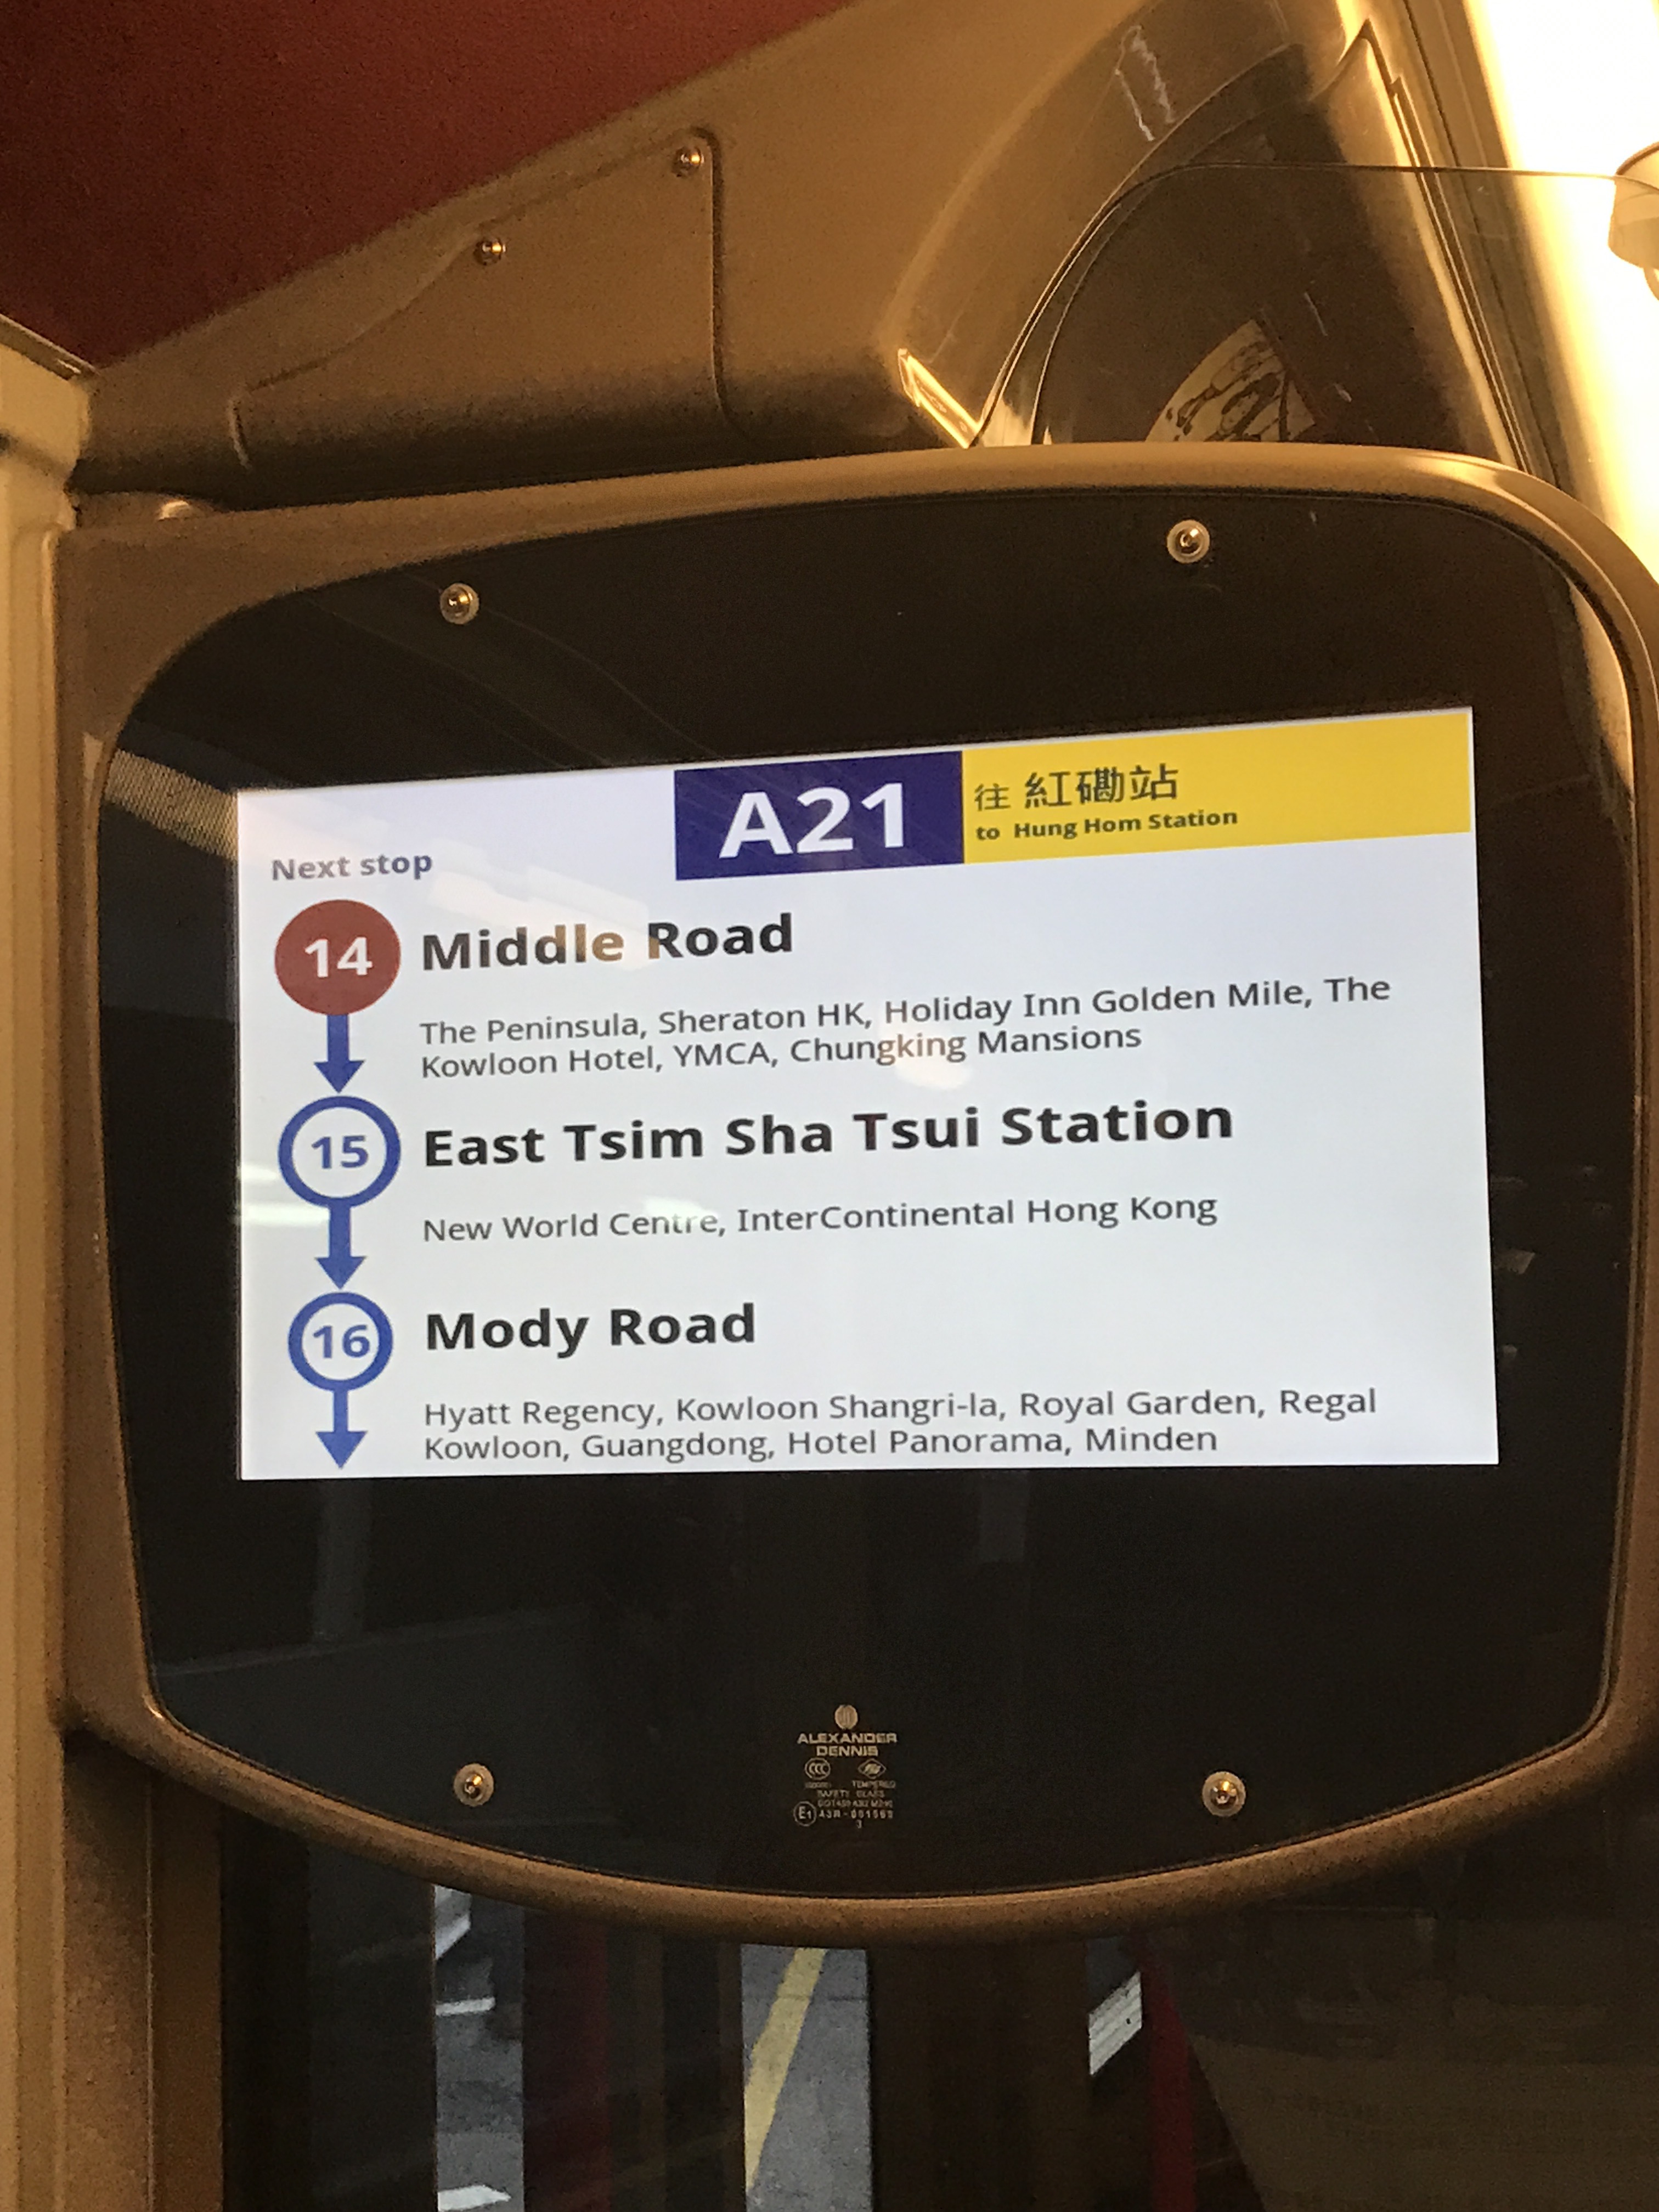 Next stop
A21
往 紅磡站
to Hung Hom Station
14
Middle Road
The Peninsula, Sheraton HK, Holiday Inn Golden Mile, The
Kowloon Hotel, YMCA, Chungking Mansions
15
East Tsim Sha Tsui Station
New World Centre, InterContinental Hong Kong
16
Mody Road
Hyatt Regency, Kowloon Shangri-la, Royal Garden, Regal
Kowloon, Guangdong, Hotel Panorama, Minden
ALEXANDER
DENNIS
CCC
TEMPERED
SAFETY GLASS
E1